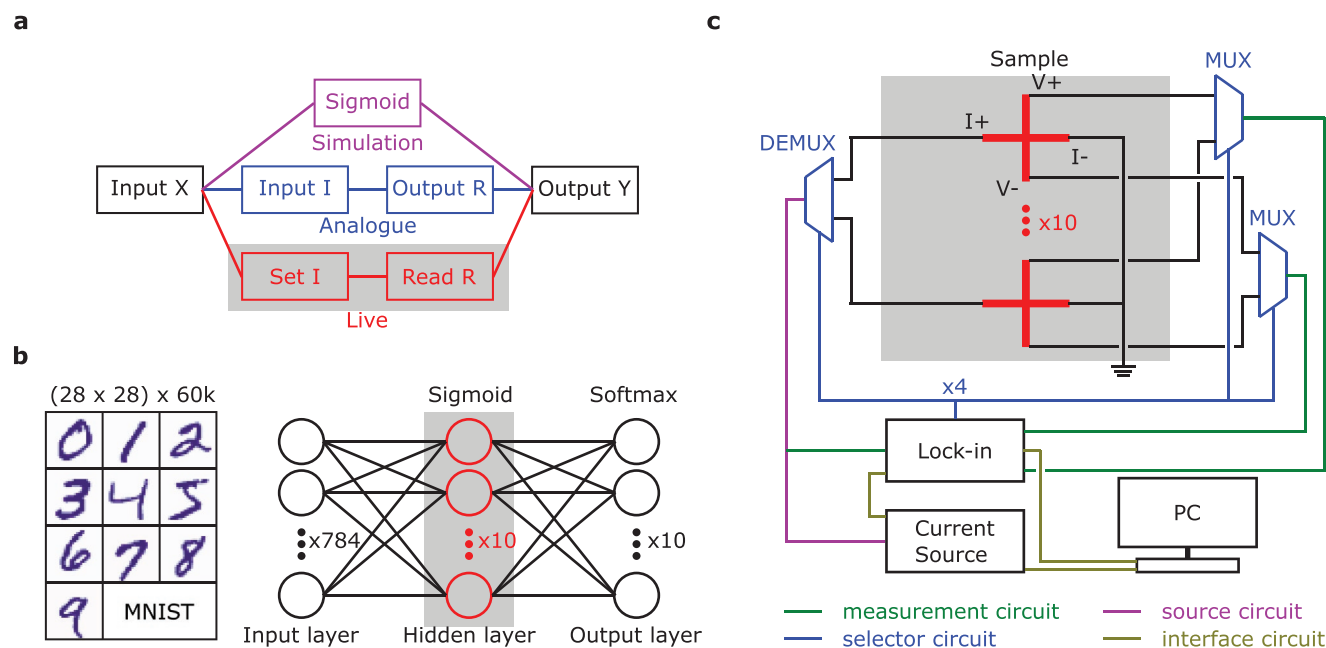 a
Sigmoid
Simulation
Input X
Input I
Output R
Output Y
Analogue
Set I
Read R
Live
b
(28 x 28) x 60k
0 1 2
3 4 5
6 7 8
9 MNIST
Sigmoid
Softmax
x784
x10
x10
Input layer
Hidden layer
Output layer
c
Sample
MUX
V+
I+
DEMUX
I-
V-
x10
MUX
x4
Lock-in
Current
Source
PC
measurement circuit
source circuit
selector circuit
interface circuit